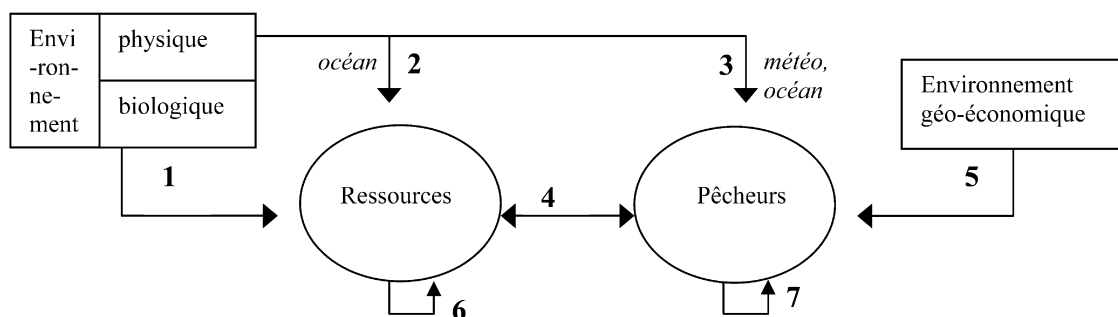 Envi
-ron-
ne-
ment
physique
biologique
océan
2
3
météo,
océan
Environnement
géo-économique
1
Ressources
4
Pêcheurs
5
6
7